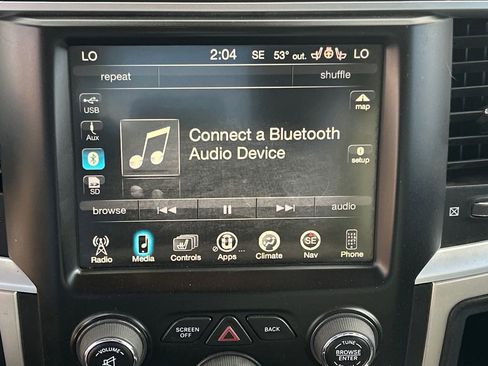 LO 2:04 SE 53° out. LO
repeat shuffle
USB
map
Aux
Connect a Bluetooth
Audio Device
setup
SD
browse audio
Radio Media Controls Apps Climate SE Nav Phone
SCREEN OFF BACK
VOLUME
TUNE
BROWSE
ENTER